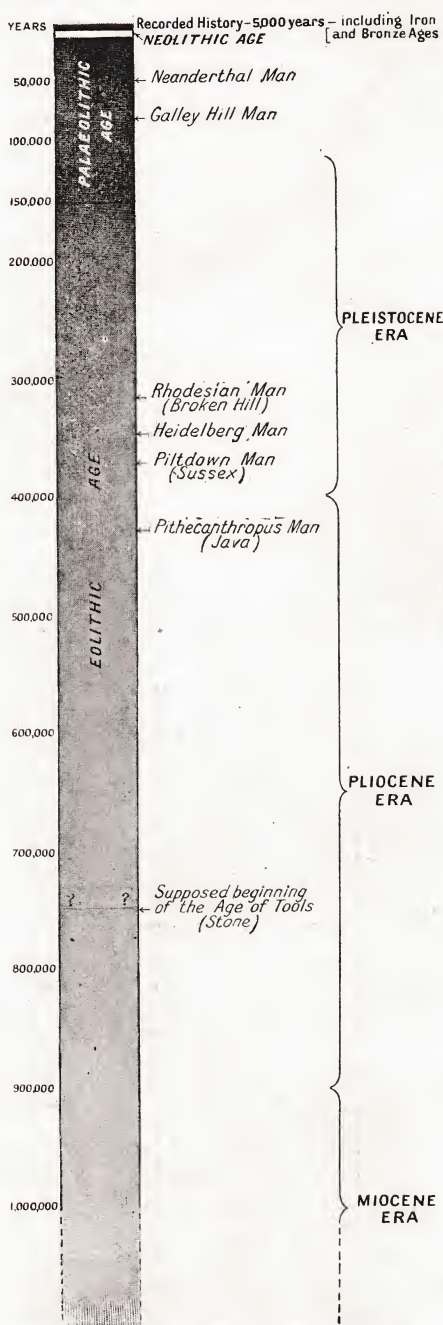 YEARS
Recorded History - 5,000 years - including Iron
[and Bronze Ages
NEOLITHIC AGE
50,000
Neanderthal Man
PALAEOLITHIC
AGE
Galley Hill Man
100,000
150,000
200,000
PLEISTOCENE
ERA
300,000
Rhodesian Man
(Broken Hill)
Heidelberg Man
Piltdown Man
(Sussex)
400,000
Pithecanthropus Man
(Java)
EOLITHIC AGE
500,000
600,000
PLIOCENE
ERA
700,000
? ?
Supposed beginning
of the Age of Tools
(Stone)
800,000
900,000
1,000,000
MIOCENE
ERA